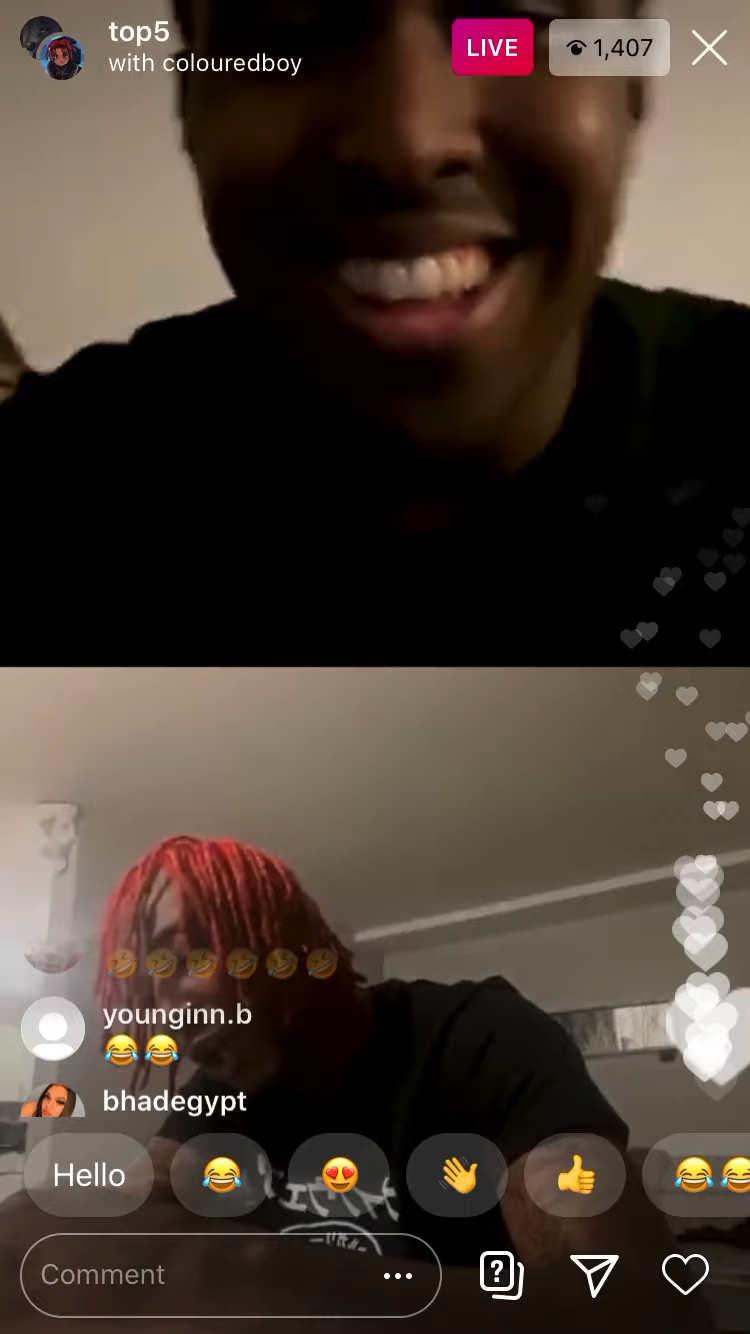 top5
with colouredboy
LIVE
1,407
🤣🤣🤣🤣🤣🤣
younginn.b
😂😂
bhadegypt
Hello 😂 😍 👋 👍 😂😂
Comment